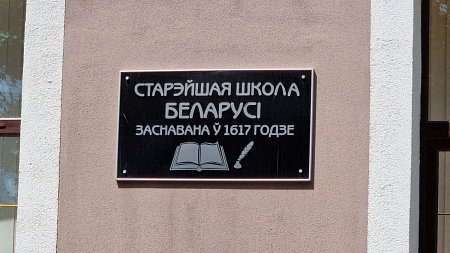 СТАРЭЙШАЯ ШКОЛА
БЕЛАРУСІ
ЗАСНАВАНА Ў 1617 ГОДЗЕ